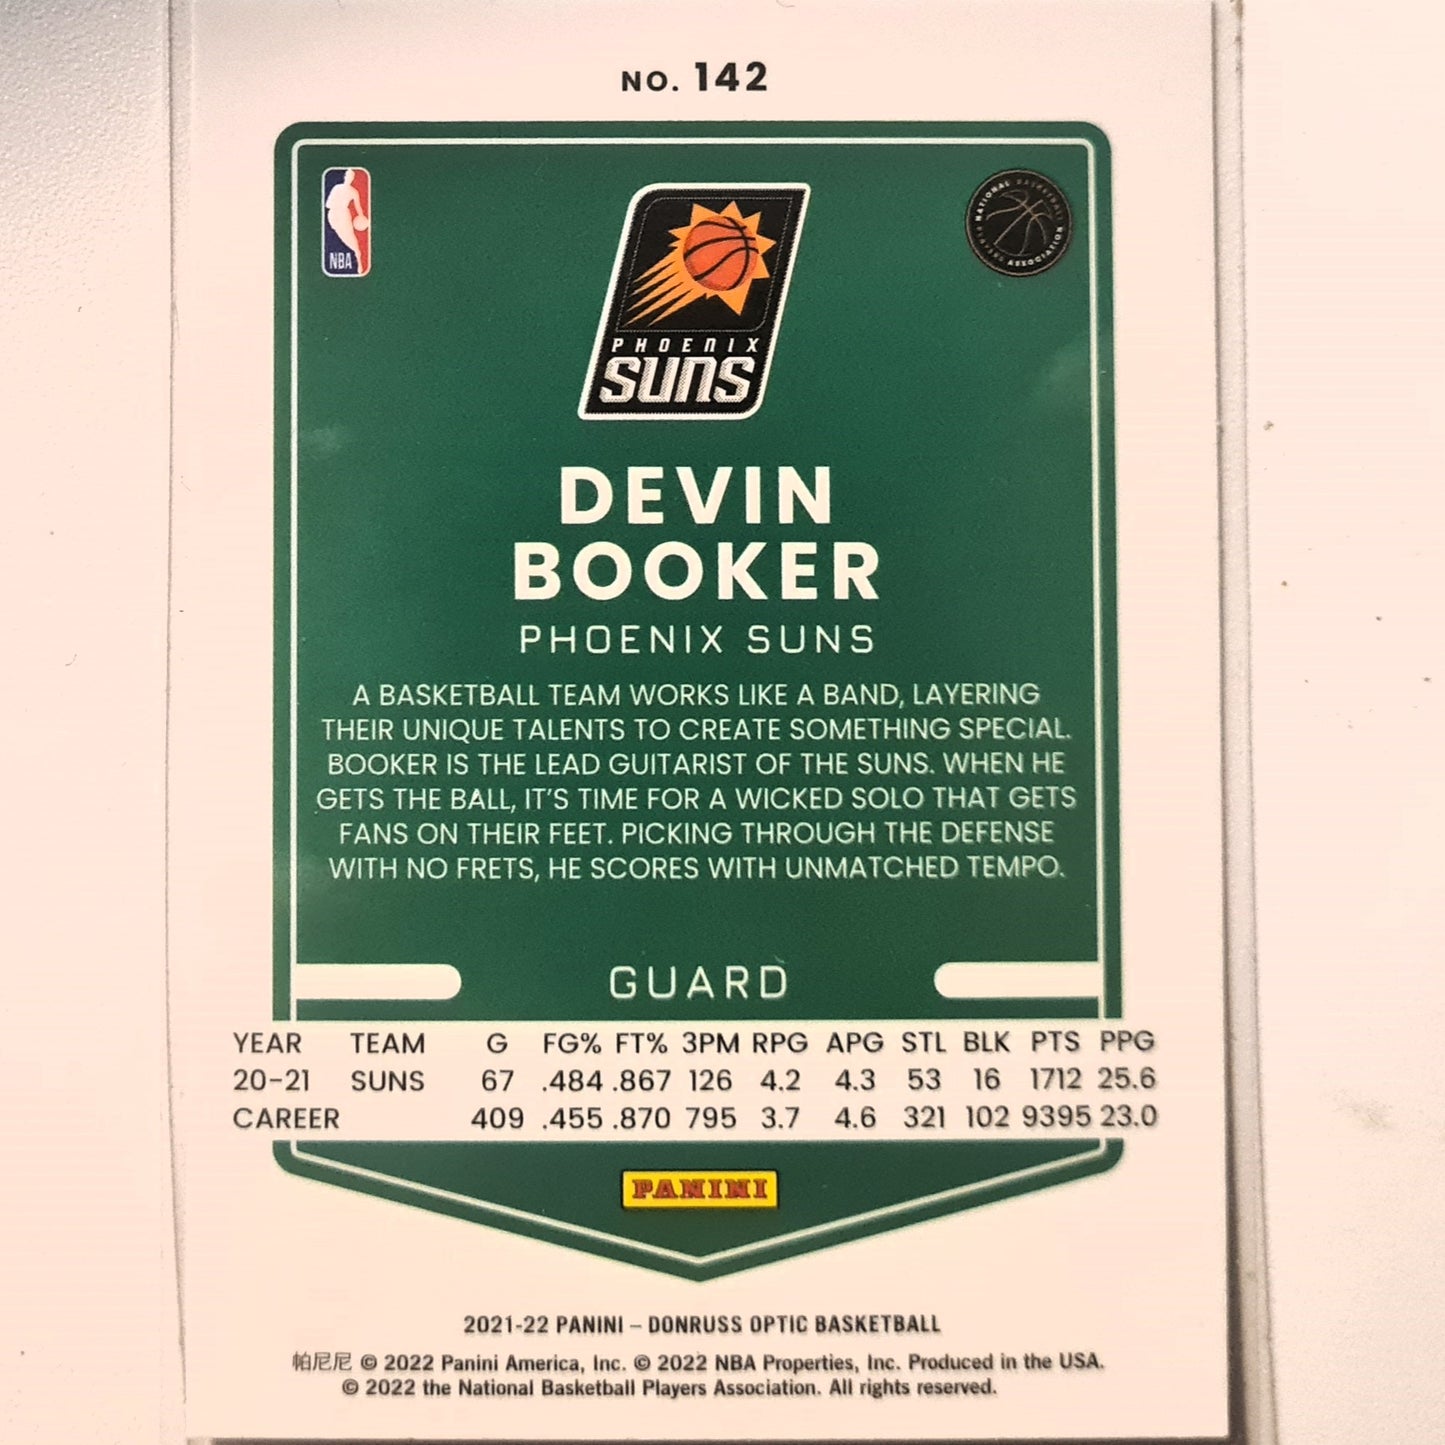 NO. 142
NBA
NATIONAL BASKETBALL PLAYERS ASSOCIATION
PHOENIX
SUNS
DEVIN
BOOKER
PHOENIX SUNS
A BASKETBALL TEAM WORKS LIKE A BAND, LAYERING
THEIR UNIQUE TALENTS TO CREATE SOMETHING SPECIAL.
BOOKER IS THE LEAD GUITARIST OF THE SUNS. WHEN HE
GETS THE BALL, IT'S TIME FOR A WICKED SOLO THAT GETS
FANS ON THEIR FEET. PICKING THROUGH THE DEFENSE
WITH NO FRETS, HE SCORES WITH UNMATCHED TEMPO.
GUARD
YEAR TEAM G FG% FT% 3PM RPG APG STL BLK PTS PPG
20-21 SUNS 67 .484 .867 126 4.2 4.3 53 16 1712 25.6
CAREER 409 .455 .870 795 3.7 4.6 321 102 9395 23.0
PANINI
2021-22 PANINI – DONRUSS OPTIC BASKETBALL
帕尼尼 © 2022 Panini America, Inc. © 2022 NBA Properties, Inc. Produced in the USA.
© 2022 the National Basketball Players Association. All rights reserved.